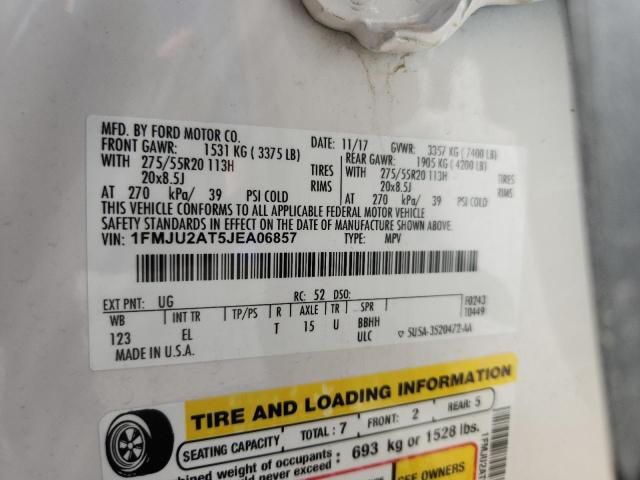 MFD. BY FORD MOTOR CO.
DATE: 11/17 GVWR: 3357 KG ( 7400 LB)
FRONT GAWR: 1531 KG ( 3375 LB)
REAR GAWR: 1905 KG ( 4200 LB)
WITH 275/55R20 113H TIRES
WITH 275/55R20 113H TIRES
20x8.5J RIMS
20x8.5J RIMS
AT 270 kPa/ 39 PSI COLD
AT 270 kPa/ 39 PSI COLD
THIS VEHICLE CONFORMS TO ALL APPLICABLE FEDERAL MOTOR VEHICLE
SAFETY STANDARDS IN EFFECT ON THE DATE OF MANUFACTURE SHOWN ABOVE.
VIN: 1FMJU2AT5JEA06857 TYPE: MPV
EXT PNT: UG RC: 52 DSO:
F0243
WB INT TR TP/PS R AXLE TR SPR
T0449
123 EL T 15 U BBHH
ULC
MADE IN U.S.A.
5U5A-3520472-AA
TIRE AND LOADING INFORMATION
SEATING CAPACITY TOTAL: 7 FRONT: 2 REAR: 5
bined weight of occupants
ld never exceed : 693 kg or 1528 lbs.
SEE OWNERS
1FMJU2AT